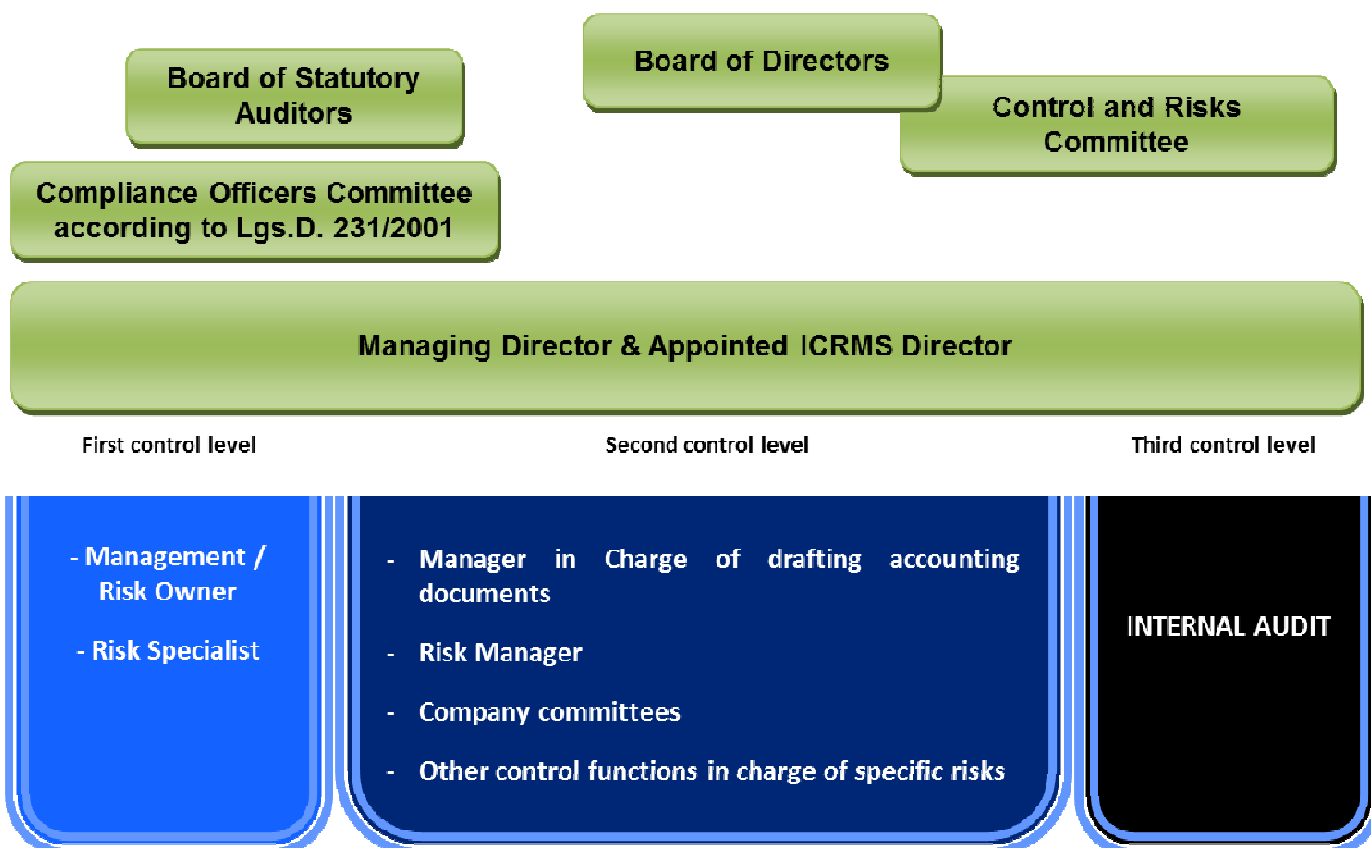 Board of Directors
Board of Statutory
Auditors
Control and Risks
Committee
Compliance Officers Committee
according to Lgs.D. 231/2001
Managing Director & Appointed ICRMS Director
First control level
Second control level
Third control level
- Management /
Risk Owner
- Risk Specialist
- Manager in Charge of drafting accounting
documents
- Risk Manager
- Company committees
- Other control functions in charge of specific risks
INTERNAL AUDIT